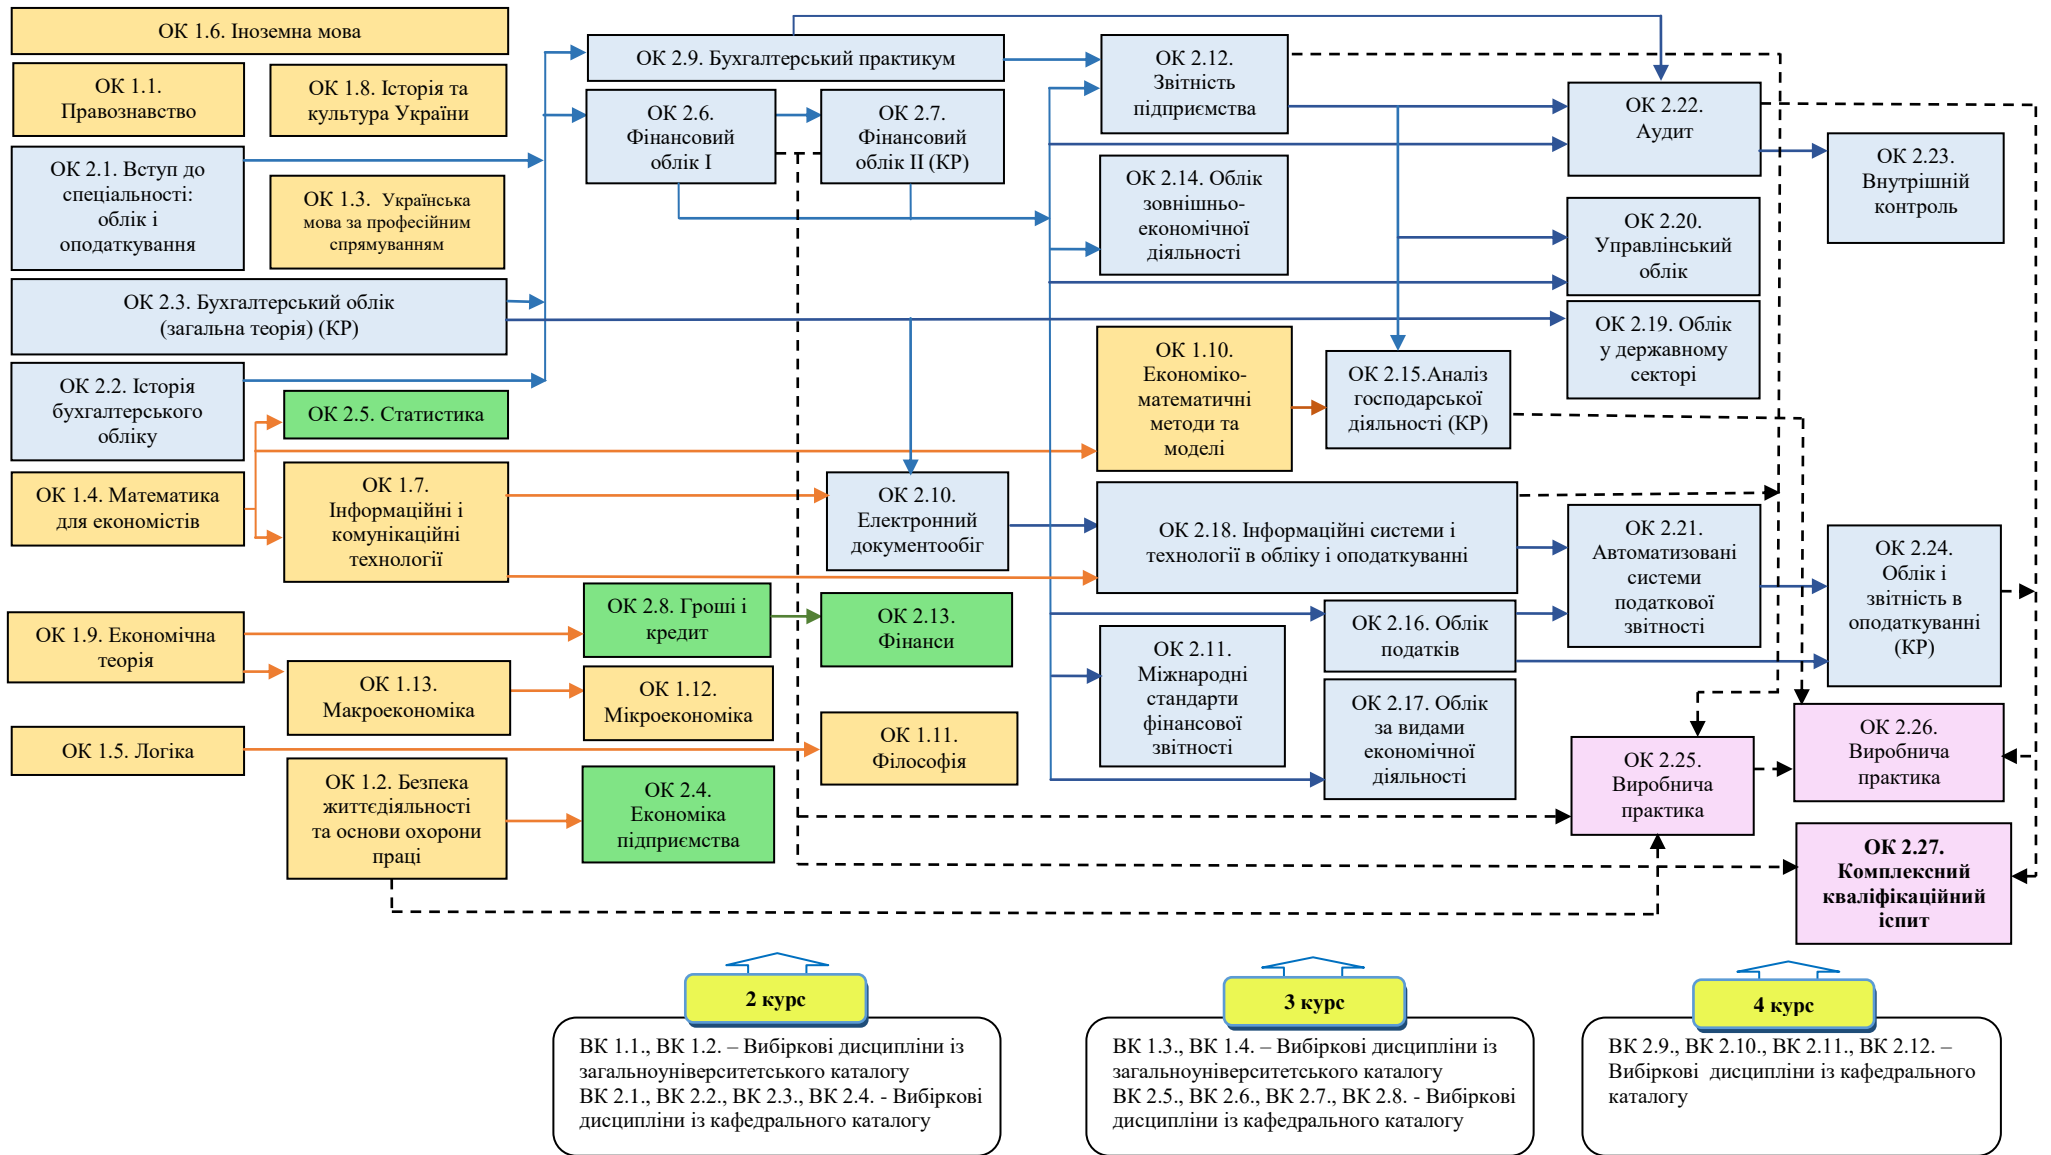 ОК 1.6. Іноземна мова
ОК 1.1.
Правознавство
ОК 1.8. Історія та
культура України
ОК 2.1. Вступ до
спеціальності:
облік і
оподаткування
ОК 1.3. Українська
мова за професійним
спрямуванням
ОК 2.3. Бухгалтерський облік
(загальна теорія) (КР)
ОК 2.2. Історія
бухгалтерського
обліку
ОК 2.5. Статистика
ОК 1.4. Математика
для економістів
ОК 1.7.
Інформаційні і
комунікаційні
технології
ОК 1.9. Економічна
теорія
ОК 1.13.
Макроекономіка
ОК 1.5. Логіка
ОК 1.2. Безпека
життєдіяльності
та основи охорони
праці
ОК 2.9. Бухгалтерський практикум
ОК 2.6.
Фінансовий
облік І
ОК 2.7.
Фінансовий
облік ІІ (КР)
ОК 2.10.
Електронний
документообіг
ОК 2.8. Гроші і
кредит
ОК 2.13.
Фінанси
ОК 1.12.
Мікроекономіка
ОК 1.11.
Філософія
ОК 2.4.
Економіка
підприємства
ОК 2.12.
Звітність
підприємства
ОК 2.14. Облік
зовнішньо-
економічної
діяльності
ОК 1.10.
Економіко-
математичні
методи та
моделі
ОК 2.15.Аналіз
господарської
діяльності (КР)
ОК 2.18. Інформаційні системи і
технології в обліку і оподаткуванні
ОК 2.16. Облік
податків
ОК 2.11.
Міжнародні
стандарти
фінансової
звітності
ОК 2.17. Облік
за видами
економічної
діяльності
ОК 2.22.
Аудит
ОК 2.23.
Внутрішній
контроль
ОК 2.20.
Управлінський
облік
ОК 2.19. Облік
у державному
секторі
ОК 2.21.
Автоматизовані
системи
податкової
звітності
ОК 2.24.
Облік і
звітність в
оподаткуванні
(КР)
ОК 2.25.
Виробнича
практика
ОК 2.26.
Виробнича
практика
ОК 2.27.
Комплексний
кваліфікаційний
іспит
2 курс
ВК 1.1., ВК 1.2. – Вибіркові дисципліни із
загальноуніверситетського каталогу
ВК 2.1., ВК 2.2., ВК 2.3., ВК 2.4. - Вибіркові
дисципліни із кафедрального каталогу
3 курс
ВК 1.3., ВК 1.4. – Вибіркові дисципліни із
загальноуніверситетського каталогу
ВК 2.5., ВК 2.6., ВК 2.7., ВК 2.8. - Вибіркові
дисципліни із кафедрального каталогу
4 курс
ВК 2.9., ВК 2.10., ВК 2.11., ВК 2.12. –
Вибіркові дисципліни із кафедрального
каталогу